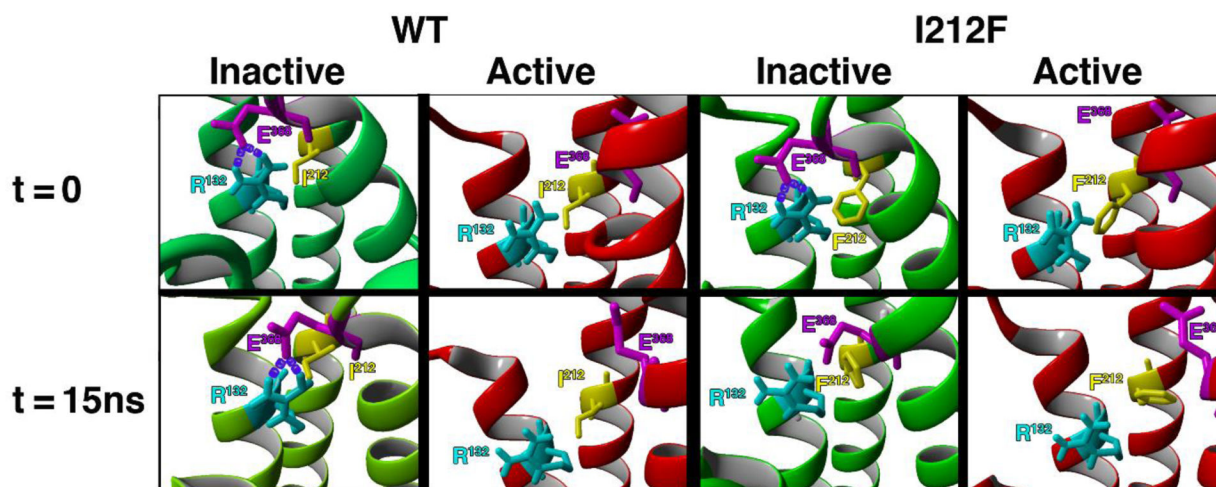 WT I212F
Inactive Active Inactive Active
t = 0
E³⁶⁸ R¹³² I²¹²
E³⁶⁸ I²¹² R¹³²
E³⁶⁸ R¹³² F²¹²
E³⁶⁸ F²¹² R¹³²
t = 15ns
E³⁶⁸ I²¹² R¹³²
E³⁶⁸ I²¹² R¹³²
E³⁶⁸ F²¹² R¹³²
E³⁶⁸ F²¹² R¹³²